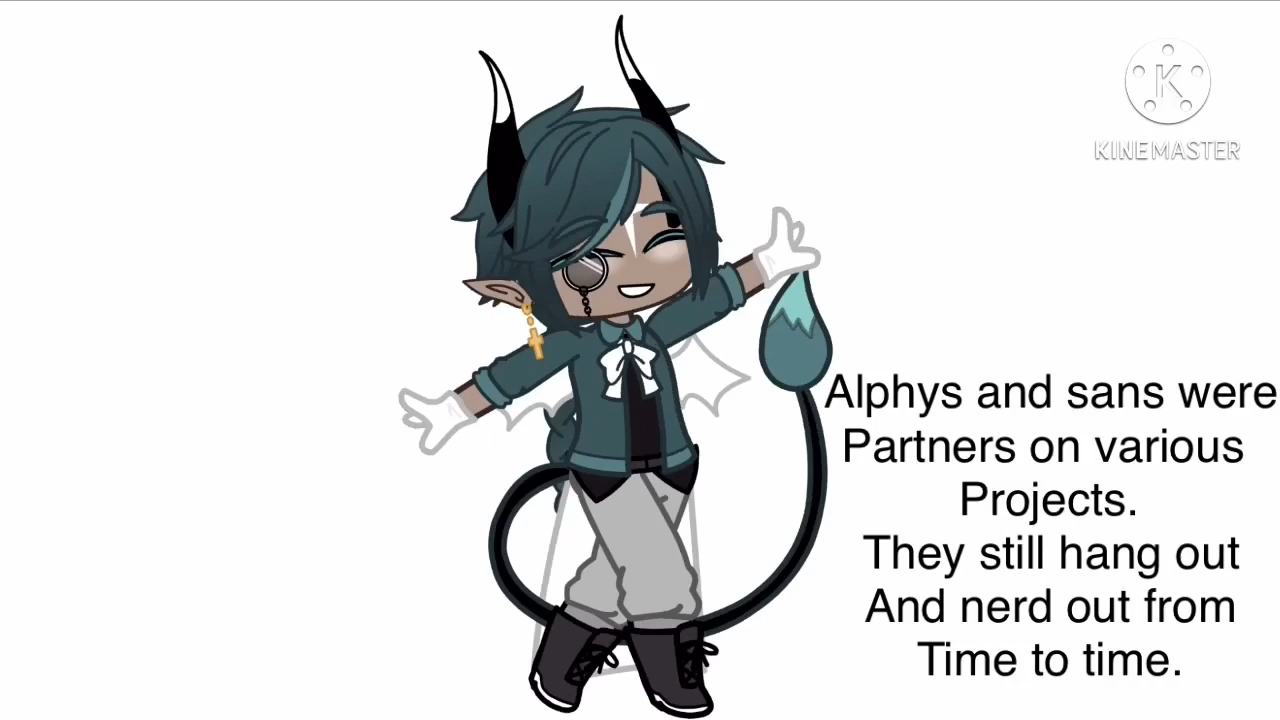 K
KINEMASTER
Alphys and sans were
Partners on various
Projects.
They still hang out
And nerd out from
Time to time.